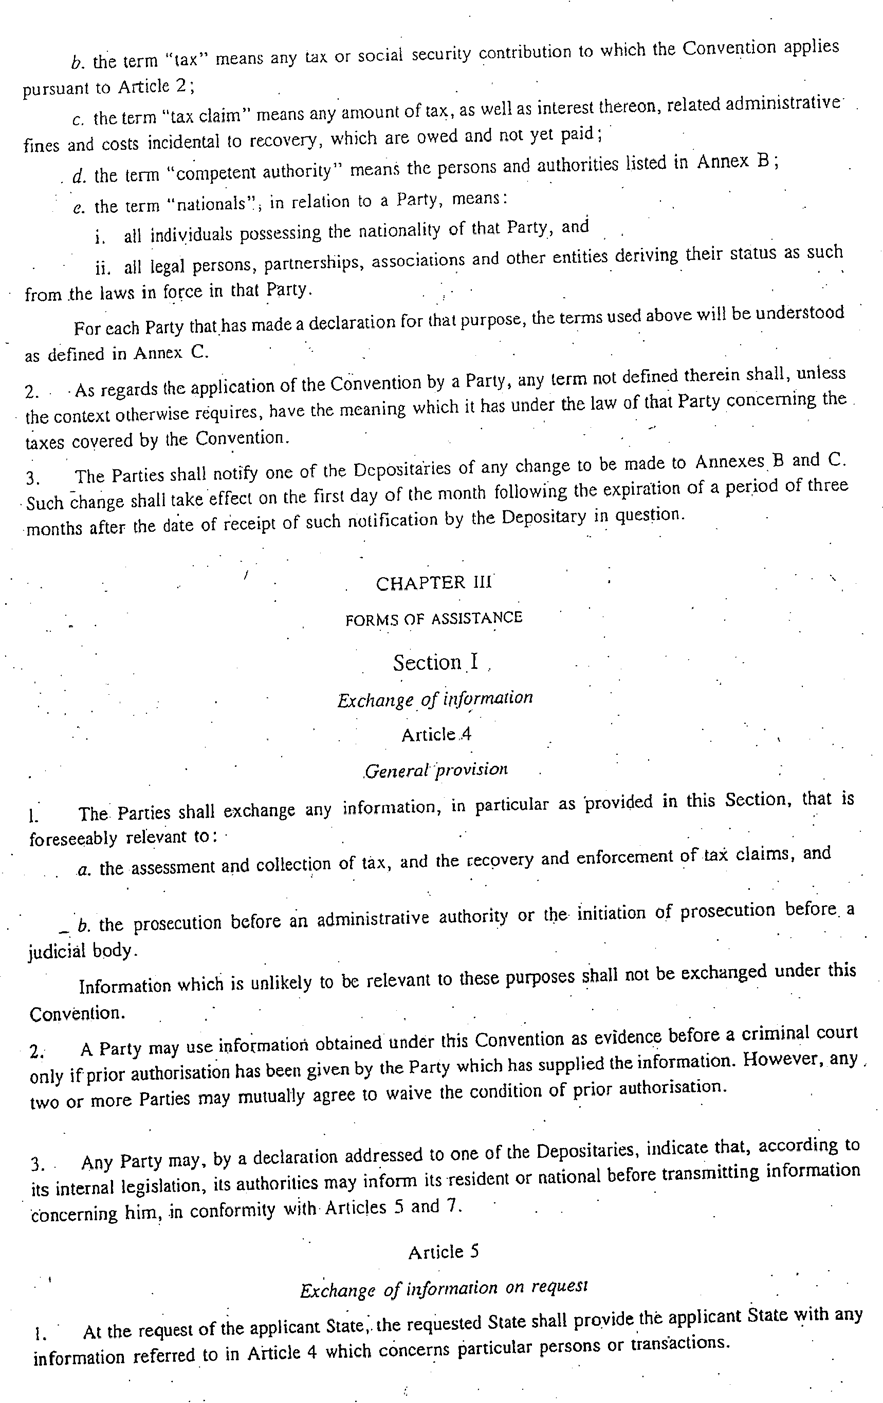 b. the term “tax” means any tax or social security contribution to which the Convention applies
pursuant to Article 2;
c. the term “tax claim” means any amount of tax, as well as interest thereon, related administrative
fines and costs incidental to recovery, which are owed and not yet paid;
d. the term “competent authority” means the persons and authorities listed in Annex B;
e. the term “nationals”, in relation to a Party, means:
i. all individuals possessing the nationality of that Party, and
ii. all legal persons, partnerships, associations and other entities deriving their status as such
from the laws in force in that Party.
For each Party that has made a declaration for that purpose, the terms used above will be understood
as defined in Annex C.
2. As regards the application of the Convention by a Party, any term not defined therein shall, unless
the context otherwise requires, have the meaning which it has under the law of that Party concerning the
taxes covered by the Convention.
3. The Parties shall notify one of the Depositaries of any change to be made to Annexes B and C.
Such change shall take effect on the first day of the month following the expiration of a period of three
months after the date of receipt of such notification by the Depositary in question.
CHAPTER III
FORMS OF ASSISTANCE
Section I
Exchange of information
Article 4
General provision
1. The Parties shall exchange any information, in particular as provided in this Section, that is
foreseeably relevant to:
a. the assessment and collection of tax, and the recovery and enforcement of tax claims, and
b. the prosecution before an administrative authority or the initiation of prosecution before a
judicial body.
Information which is unlikely to be relevant to these purposes shall not be exchanged under this
Convention.
2. A Party may use information obtained under this Convention as evidence before a criminal court
only if prior authorisation has been given by the Party which has supplied the information. However, any
two or more Parties may mutually agree to waive the condition of prior authorisation.
3. Any Party may, by a declaration addressed to one of the Depositaries, indicate that, according to
its internal legislation, its authorities may inform its resident or national before transmitting information
concerning him, in conformity with Articles 5 and 7.
Article 5
Exchange of information on request
1. At the request of the applicant State, the requested State shall provide the applicant State with any
information referred to in Article 4 which concerns particular persons or transactions.